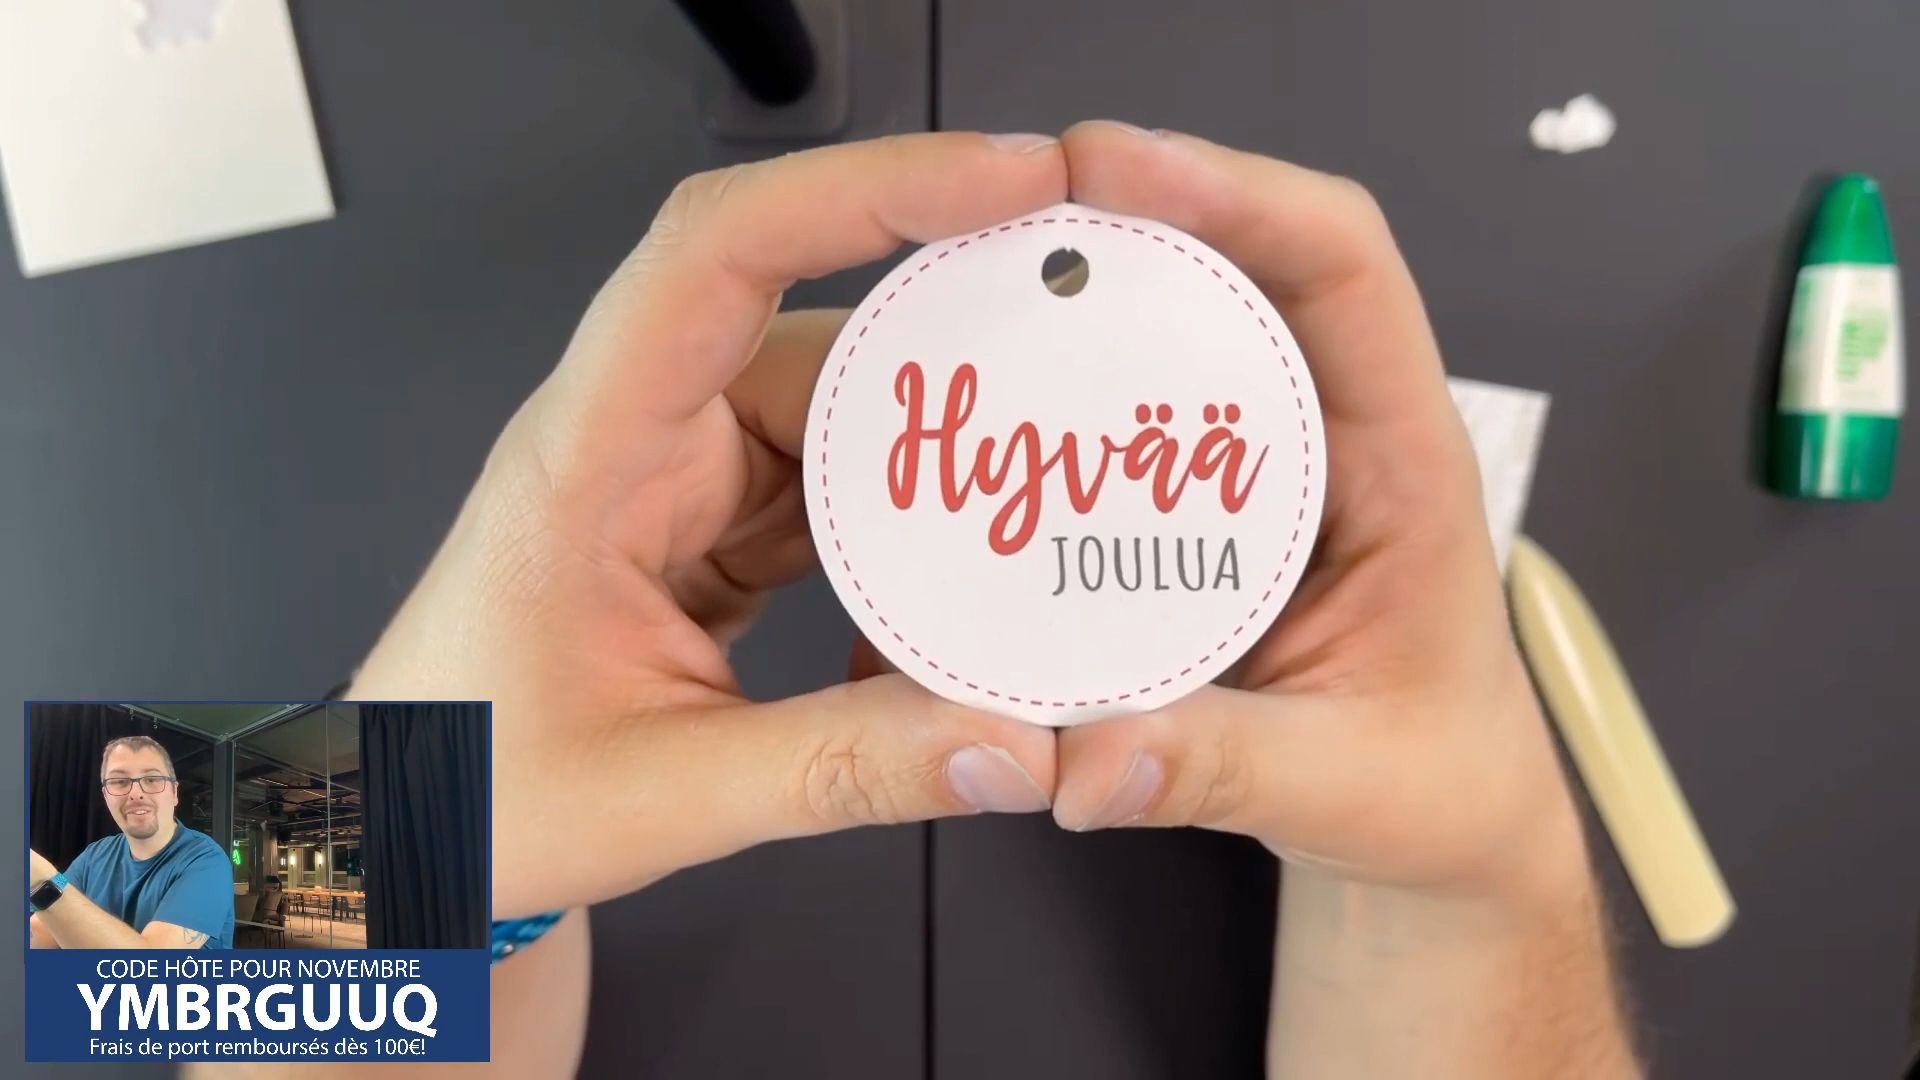 Hyvää
JOULUA
CODE HÔTE POUR NOVEMBRE
YMBRGUUQ
Frais de port remboursés dès 100€!